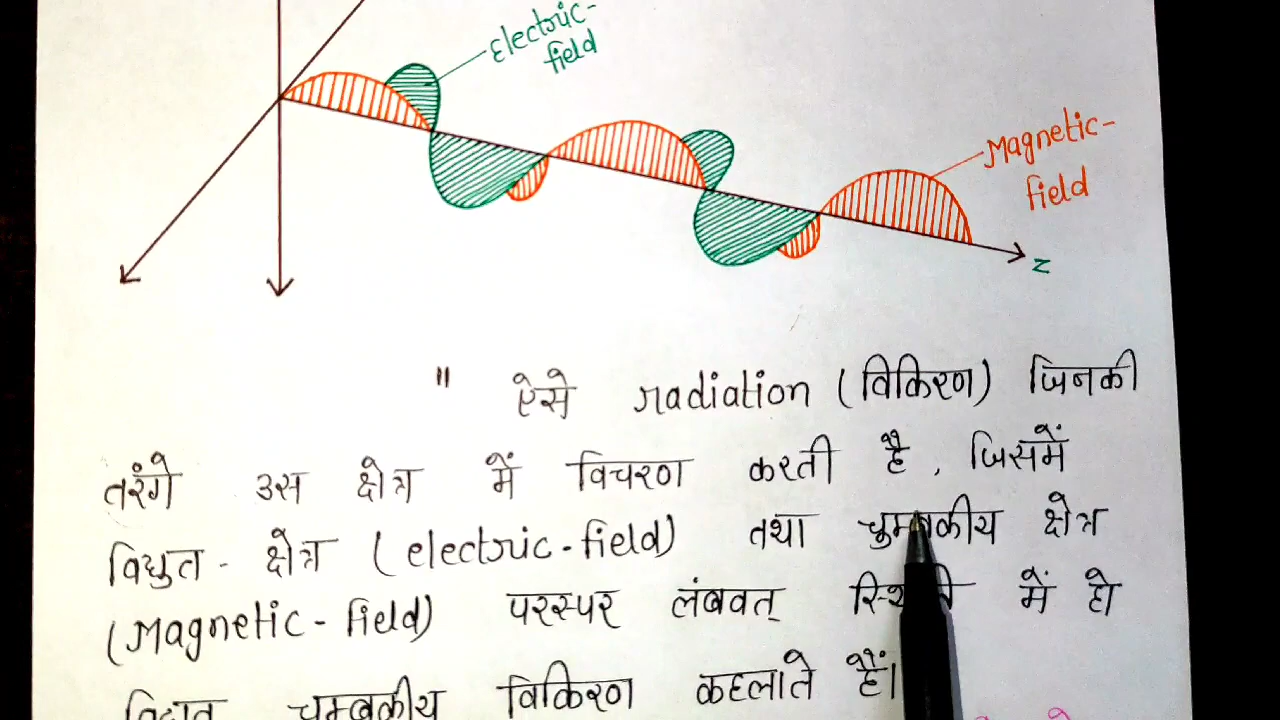 Electric-
field
Magnetic-
field
z
" ऐसे radiation (विकिरण) जिनकी
तरंगे उस क्षेत्र में विचरण करती है , जिसमें
विद्युत - क्षेत्र (electric-field) तथा चुम्बकीय क्षेत्र
(Magnetic-field) परस्पर लंबवत् में हो
विद्युत चुम्बकीय विकिरण कहलाते हैं।